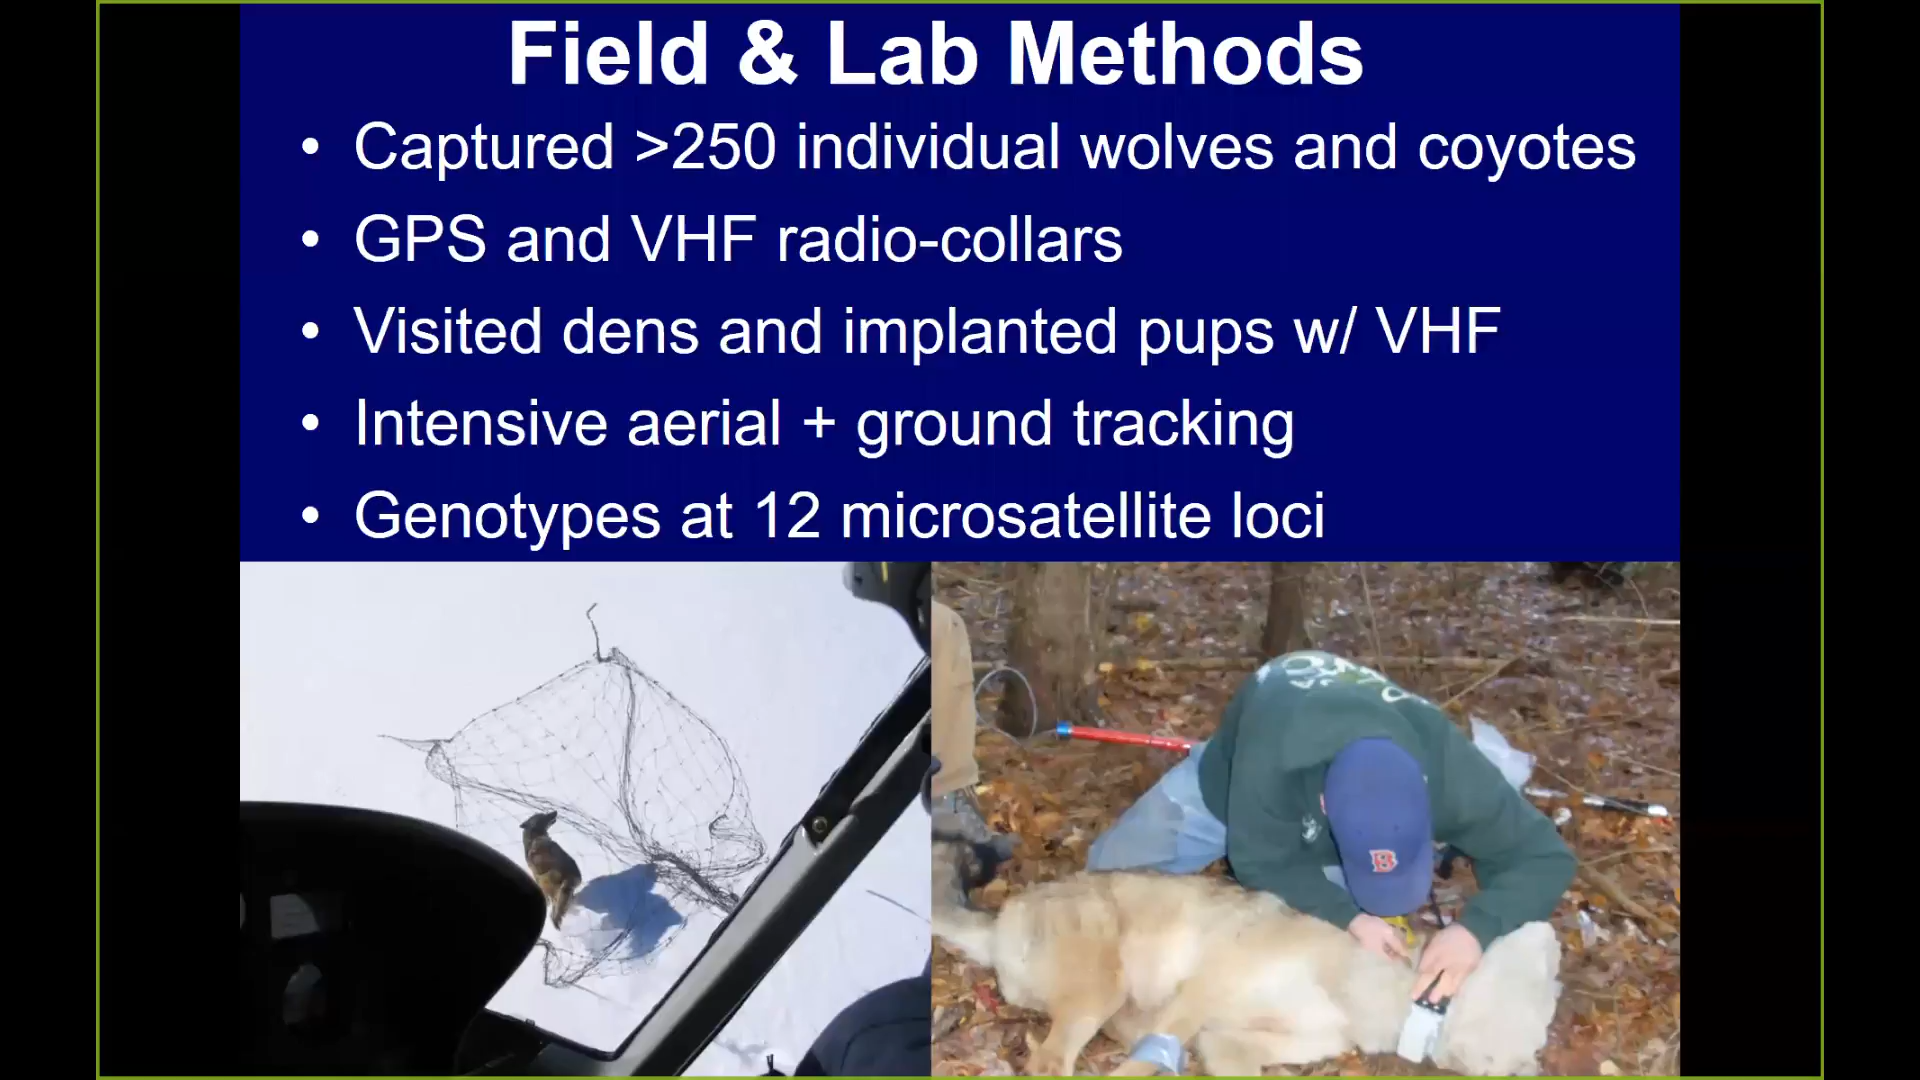 Field & Lab Methods
• Captured >250 individual wolves and coyotes
• GPS and VHF radio-collars
• Visited dens and implanted pups w/ VHF
• Intensive aerial + ground tracking
• Genotypes at 12 microsatellite loci
B